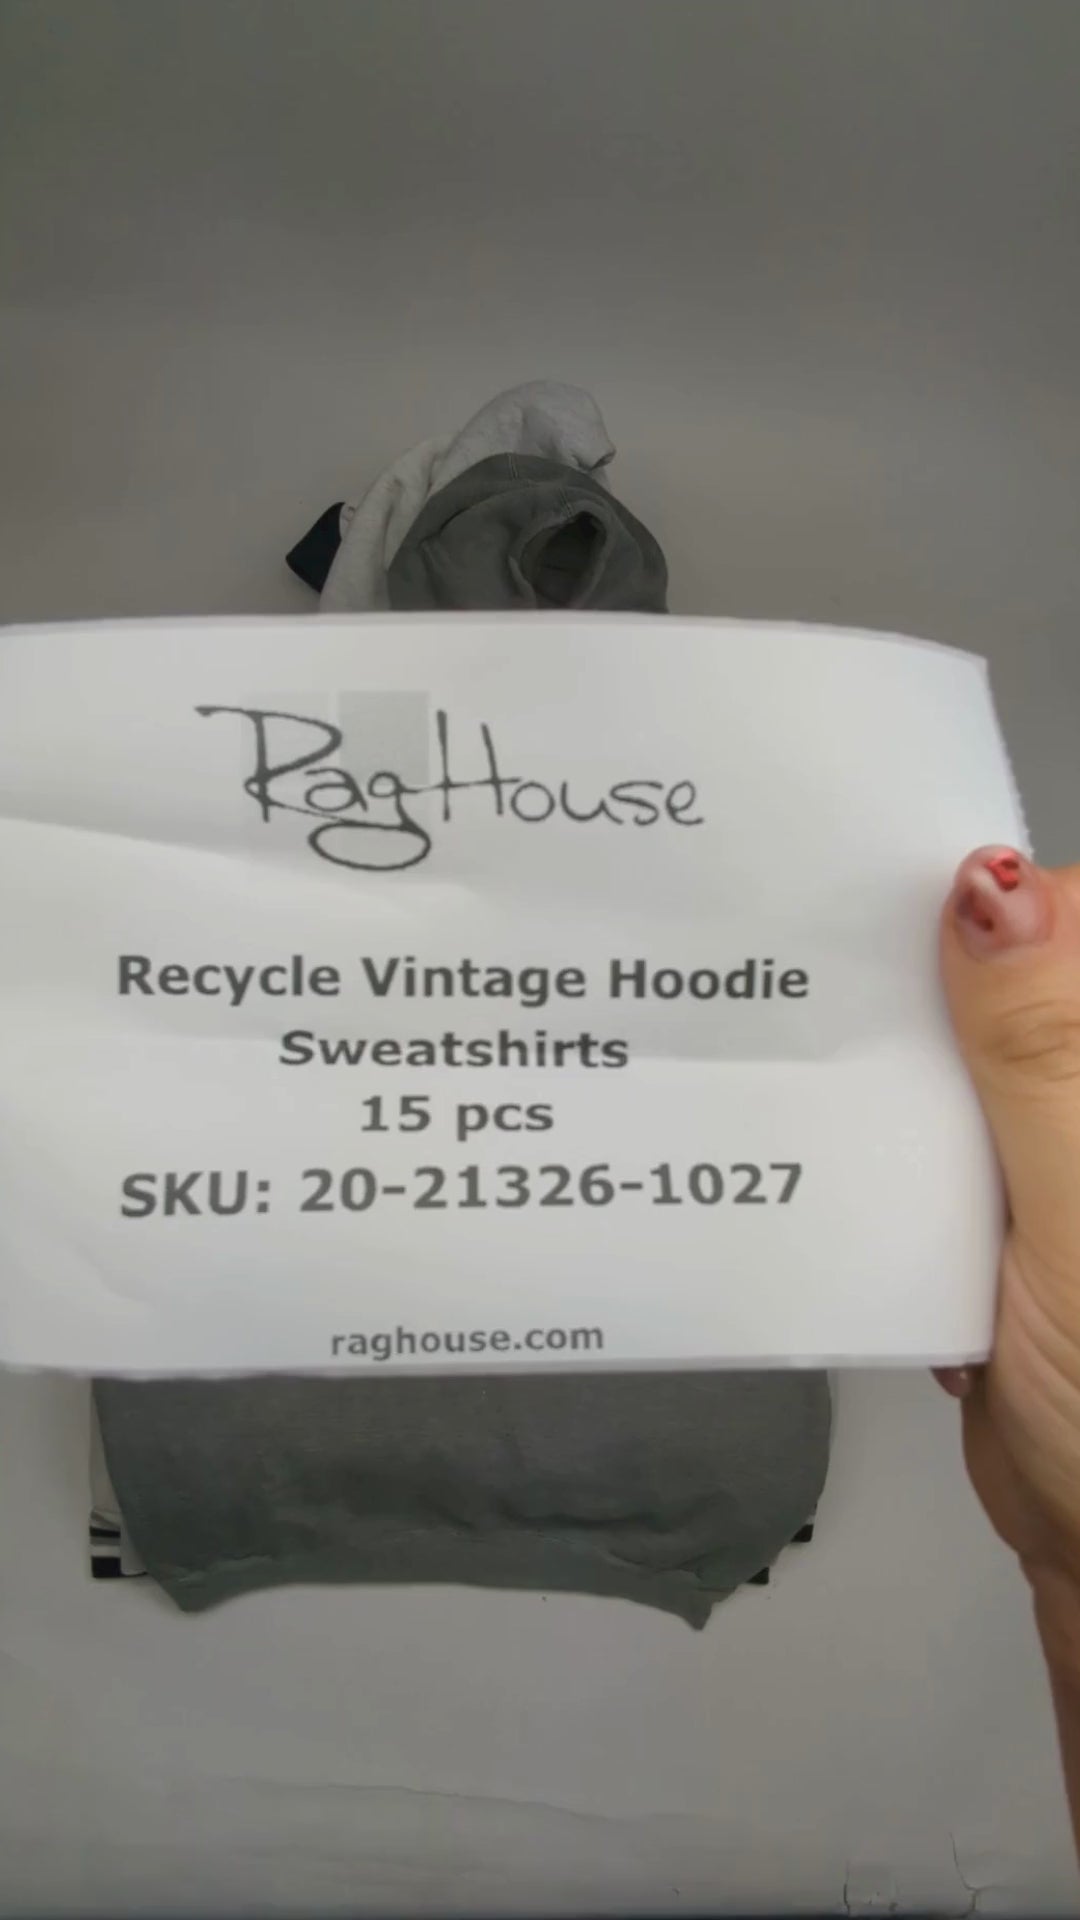 RagHouse
Recycle Vintage Hoodie
Sweatshirts
15 pcs
SKU: 20-21326-1027
raghouse.com